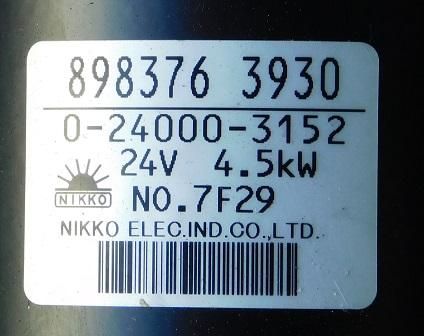 898376 3930
0-24000-3152
24V 4.5kW
NIKKO
NO.7F29
NIKKO ELEC.IND.CO.,LTD.